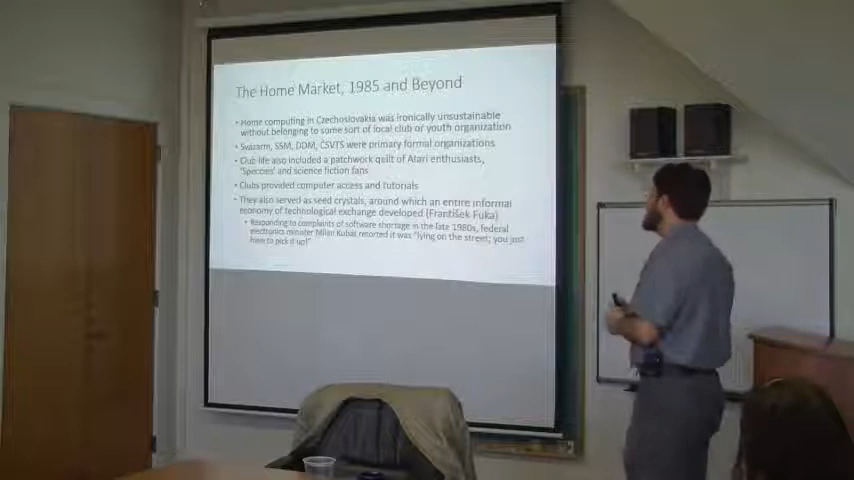 The Home Market, 1985 and Beyond
• Home computing in Czechoslovakia was ironically unsustainable
without belonging to some sort of local club or youth organization
• Svazarm, SSM, DDM, ČSVTS were primary formal organizations
• Club life also included a patchwork quilt of Atari enthusiasts,
'Speccies' and science fiction fans
• Clubs provided computer access and tutorials
• They also served as seed crystals, around which an entire informal
economy of technological exchange developed (František Fuka)
• Responding to complaints of software shortage in the late 1980s, federal
electronics minister Milan Kubát retorted it was "lying on the street; you just
have to pick it up!"